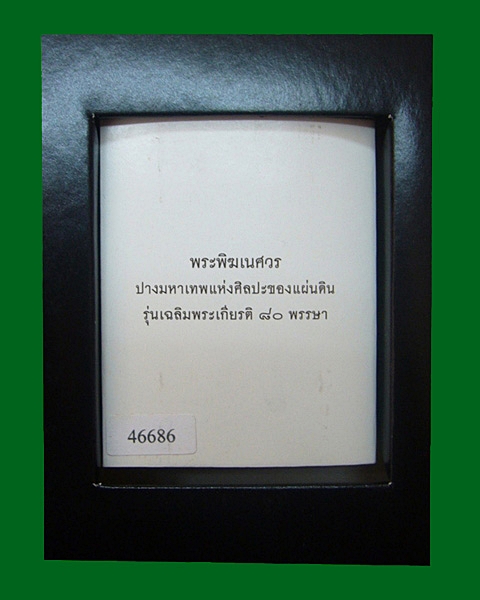 พระพิฆเนศวร
ปางมหาเทพแห่งศิลปะของแผ่นดิน
รุ่นเฉลิมพระเกียรติ ๘๐ พรรษา
46686